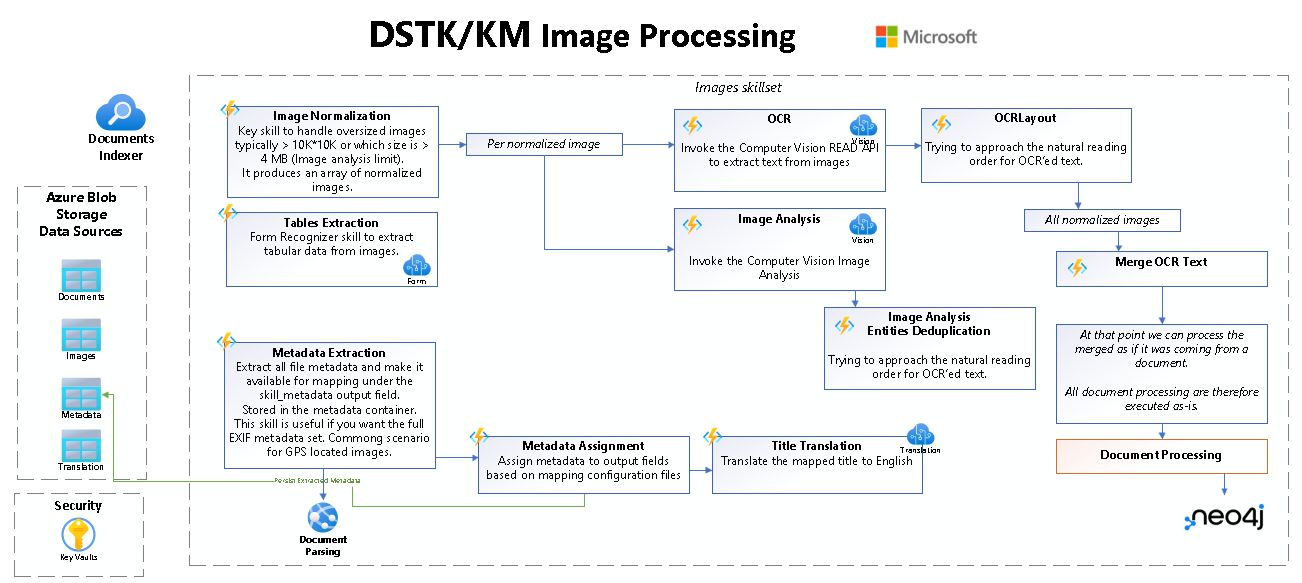 DSTK/KM Image Processing
Microsoft
Images skillset
Documents
Indexer
Azure Blob
Storage
Data Sources
Documents
Images
Metadata
Translation
Security
Key Vaults
Image Normalization
Key skill to handle oversized images
typically > 10K*10K or which size is >
4 MB (Image analysis limit).
It produces an array of normalized
images.
Per normalized image
OCR
Vision
Invoke the Computer Vision READ API
to extract text from images
OCRLayout
Trying to approach the natural reading
order for OCR'ed text.
Tables Extraction
Form Recognizer skill to extract
tabular data from images.
Form
Image Analysis
Vision
Invoke the Computer Vision Image
Analysis
All normalized images
Merge OCR Text
Image Analysis
Entities Deduplication
Trying to approach the natural reading
order for OCR'ed text.
At that point we can process the
merged as if it was coming from a
document.
All document processing are therefore
executed as-is.
Metadata Extraction
Extract all file metadata and make it
available for mapping under the
skill_metadata output field.
Stored in the metadata container.
This skill is useful if you want the full
EXIF metadata set. Commong scenario
for GPS located images.
Metadata Assignment
Assign metadata to output fields
based on mapping configuration files
Title Translation
Translate the mapped title to English
Translation
Document Processing
Persist Extracted Metadata
Document
Parsing
neo4j